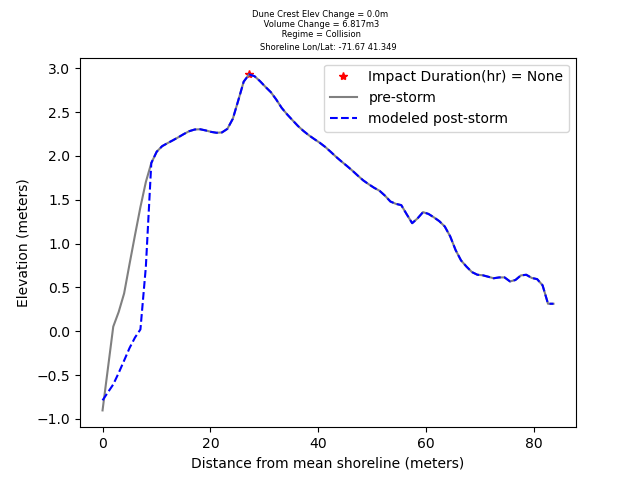 Dune Crest Elev Change = 0.0m
Volume Change = 6.817m3
Regime = Collision
Shoreline Lon/Lat: -71.67 41.349
Impact Duration(hr) = None
pre-storm
modeled post-storm
Elevation (meters)
3.0
2.5
2.0
1.5
1.0
0.5
0.0
−0.5
−1.0
0 20 40 60 80
Distance from mean shoreline (meters)